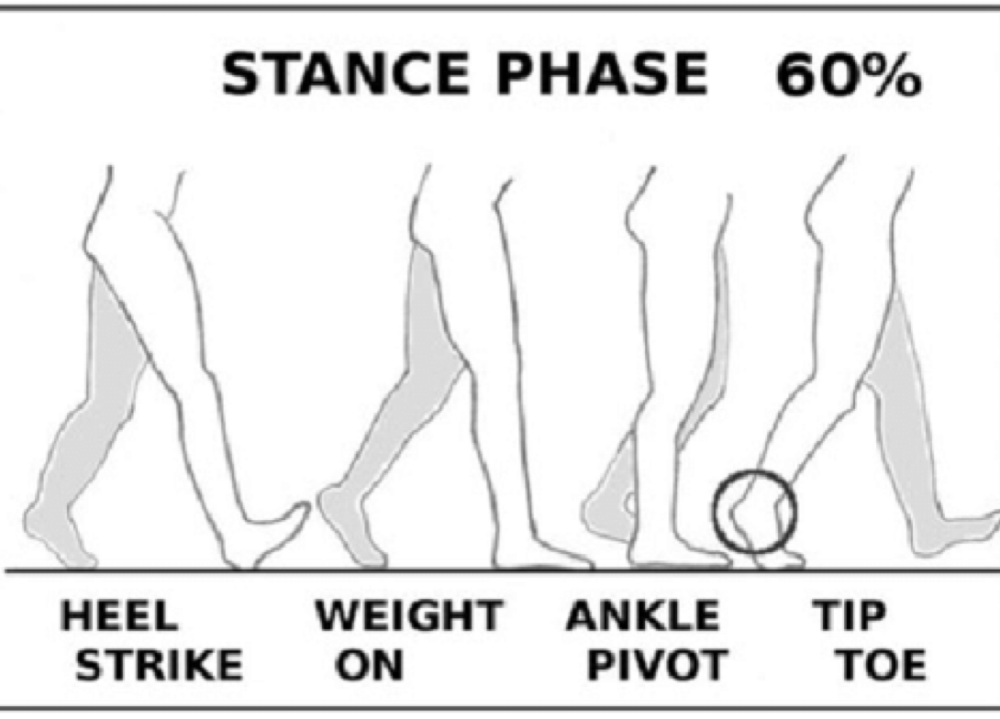 STANCE PHASE 60%
HEEL STRIKE
WEIGHT ON
ANKLE PIVOT
TIP TOE